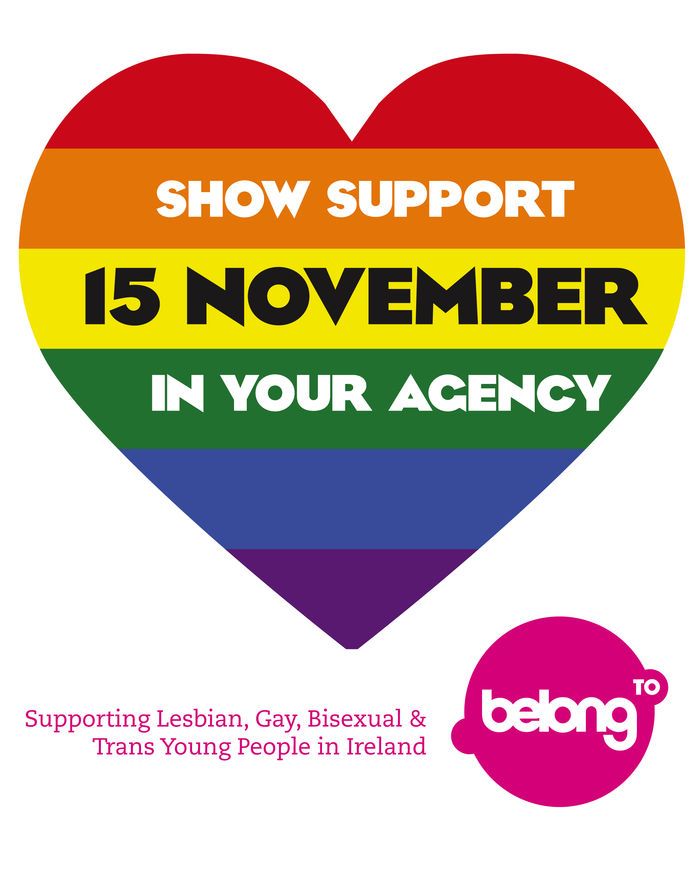 SHOW SUPPORT
15 NOVEMBER
IN YOUR AGENCY
Supporting Lesbian, Gay, Bisexual &
Trans Young People in Ireland
belong TO